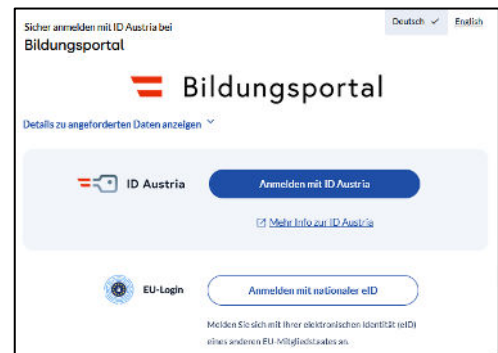 Sicher anmelden mit ID Austria bei
Bildungsportal
Deutsch
English
Bildungsportal
Details zu angeforderten Daten anzeigen
ID Austria
Anmelden mit ID Austria
Mehr Info zur ID Austria
EU-Login
Anmelden mit nationaler eID
Melden Sie sich mit Ihrer elektronischen Identität (eID)
eines anderen EU-Mitgliedstaates an.